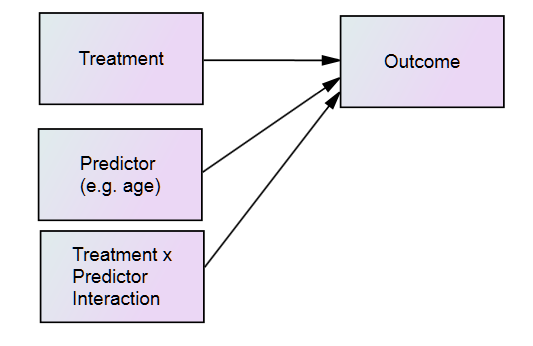 Treatment
Outcome
Predictor
(e.g. age)
Treatment x
Predictor
Interaction